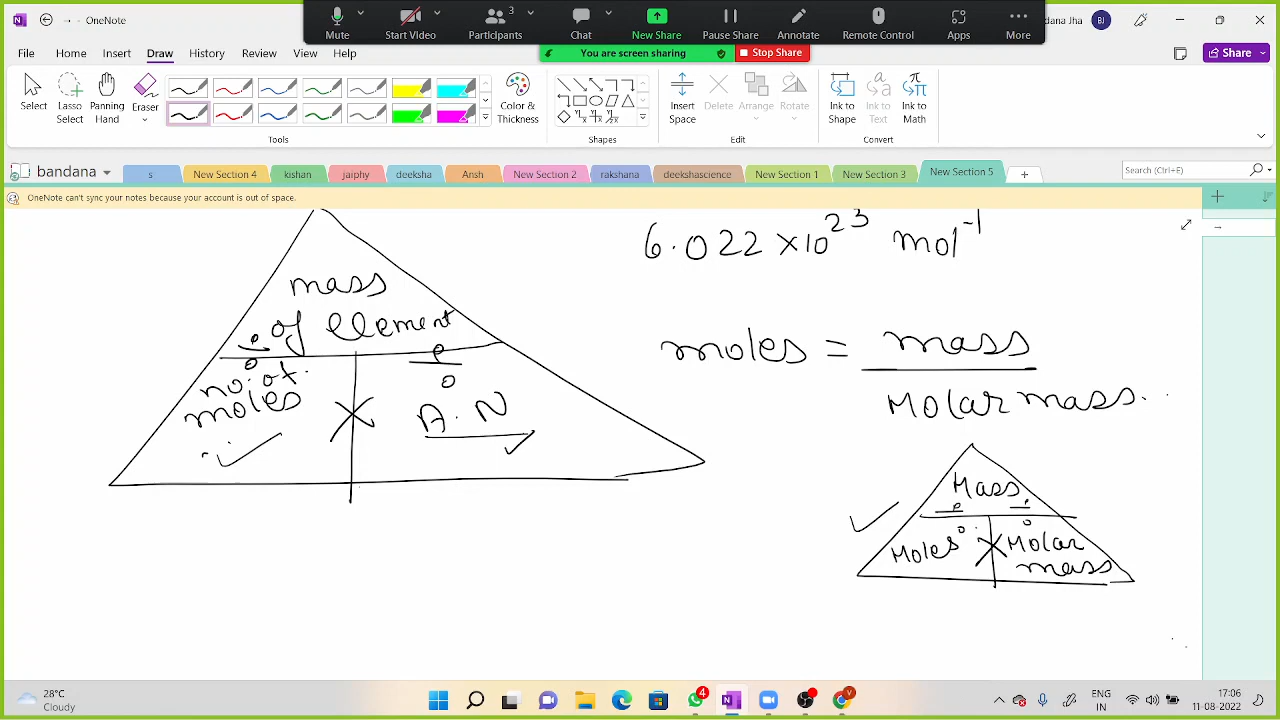 OneNote
Mute
Start Video
Participants
3
Chat
New Share
Pause Share
Annotate
Remote Control
Apps
More
dana Jha
BJ
You are screen sharing
Stop Share
File
Home
Insert
Draw
History
Review
View
Help
Share
Select
Lasso Select
Panning Hand
Eraser
Color & Thickness
Insert Space
Delete
Arrange
Rotate
Ink to Shape
Ink to Text
Ink to Math
Tools
Shapes
Edit
Convert
bandana
s
New Section 4
kishan
jaiphy
deeksha
Ansh
New Section 2
rakshana
deekshascience
New Section 1
New Section 3
New Section 5
Search (Ctrl+E)
OneNote can't sync your notes because your account is out of space.
6.022 ×10²³ mol⁻¹
mass
of Element
no. of.
moles
X
A.N
moles = mass
Molar mass..
Mass
Moles
X
Molar
mass
28°C
Cloudy
4
V
ENG
IN
17:06
11-08-2022